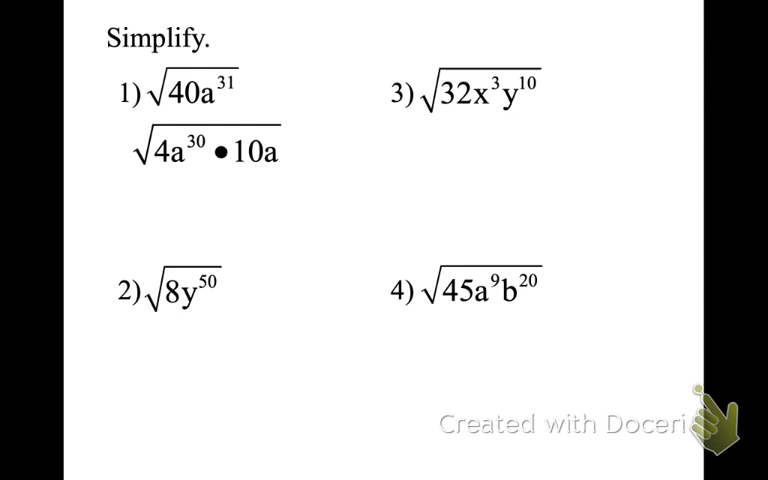 Simplify.
1) √40a³¹
√4a³⁰ • 10a
2) √8y⁵⁰
3) √32x³y¹⁰
4) √45a⁹b²⁰
Created with Doceri